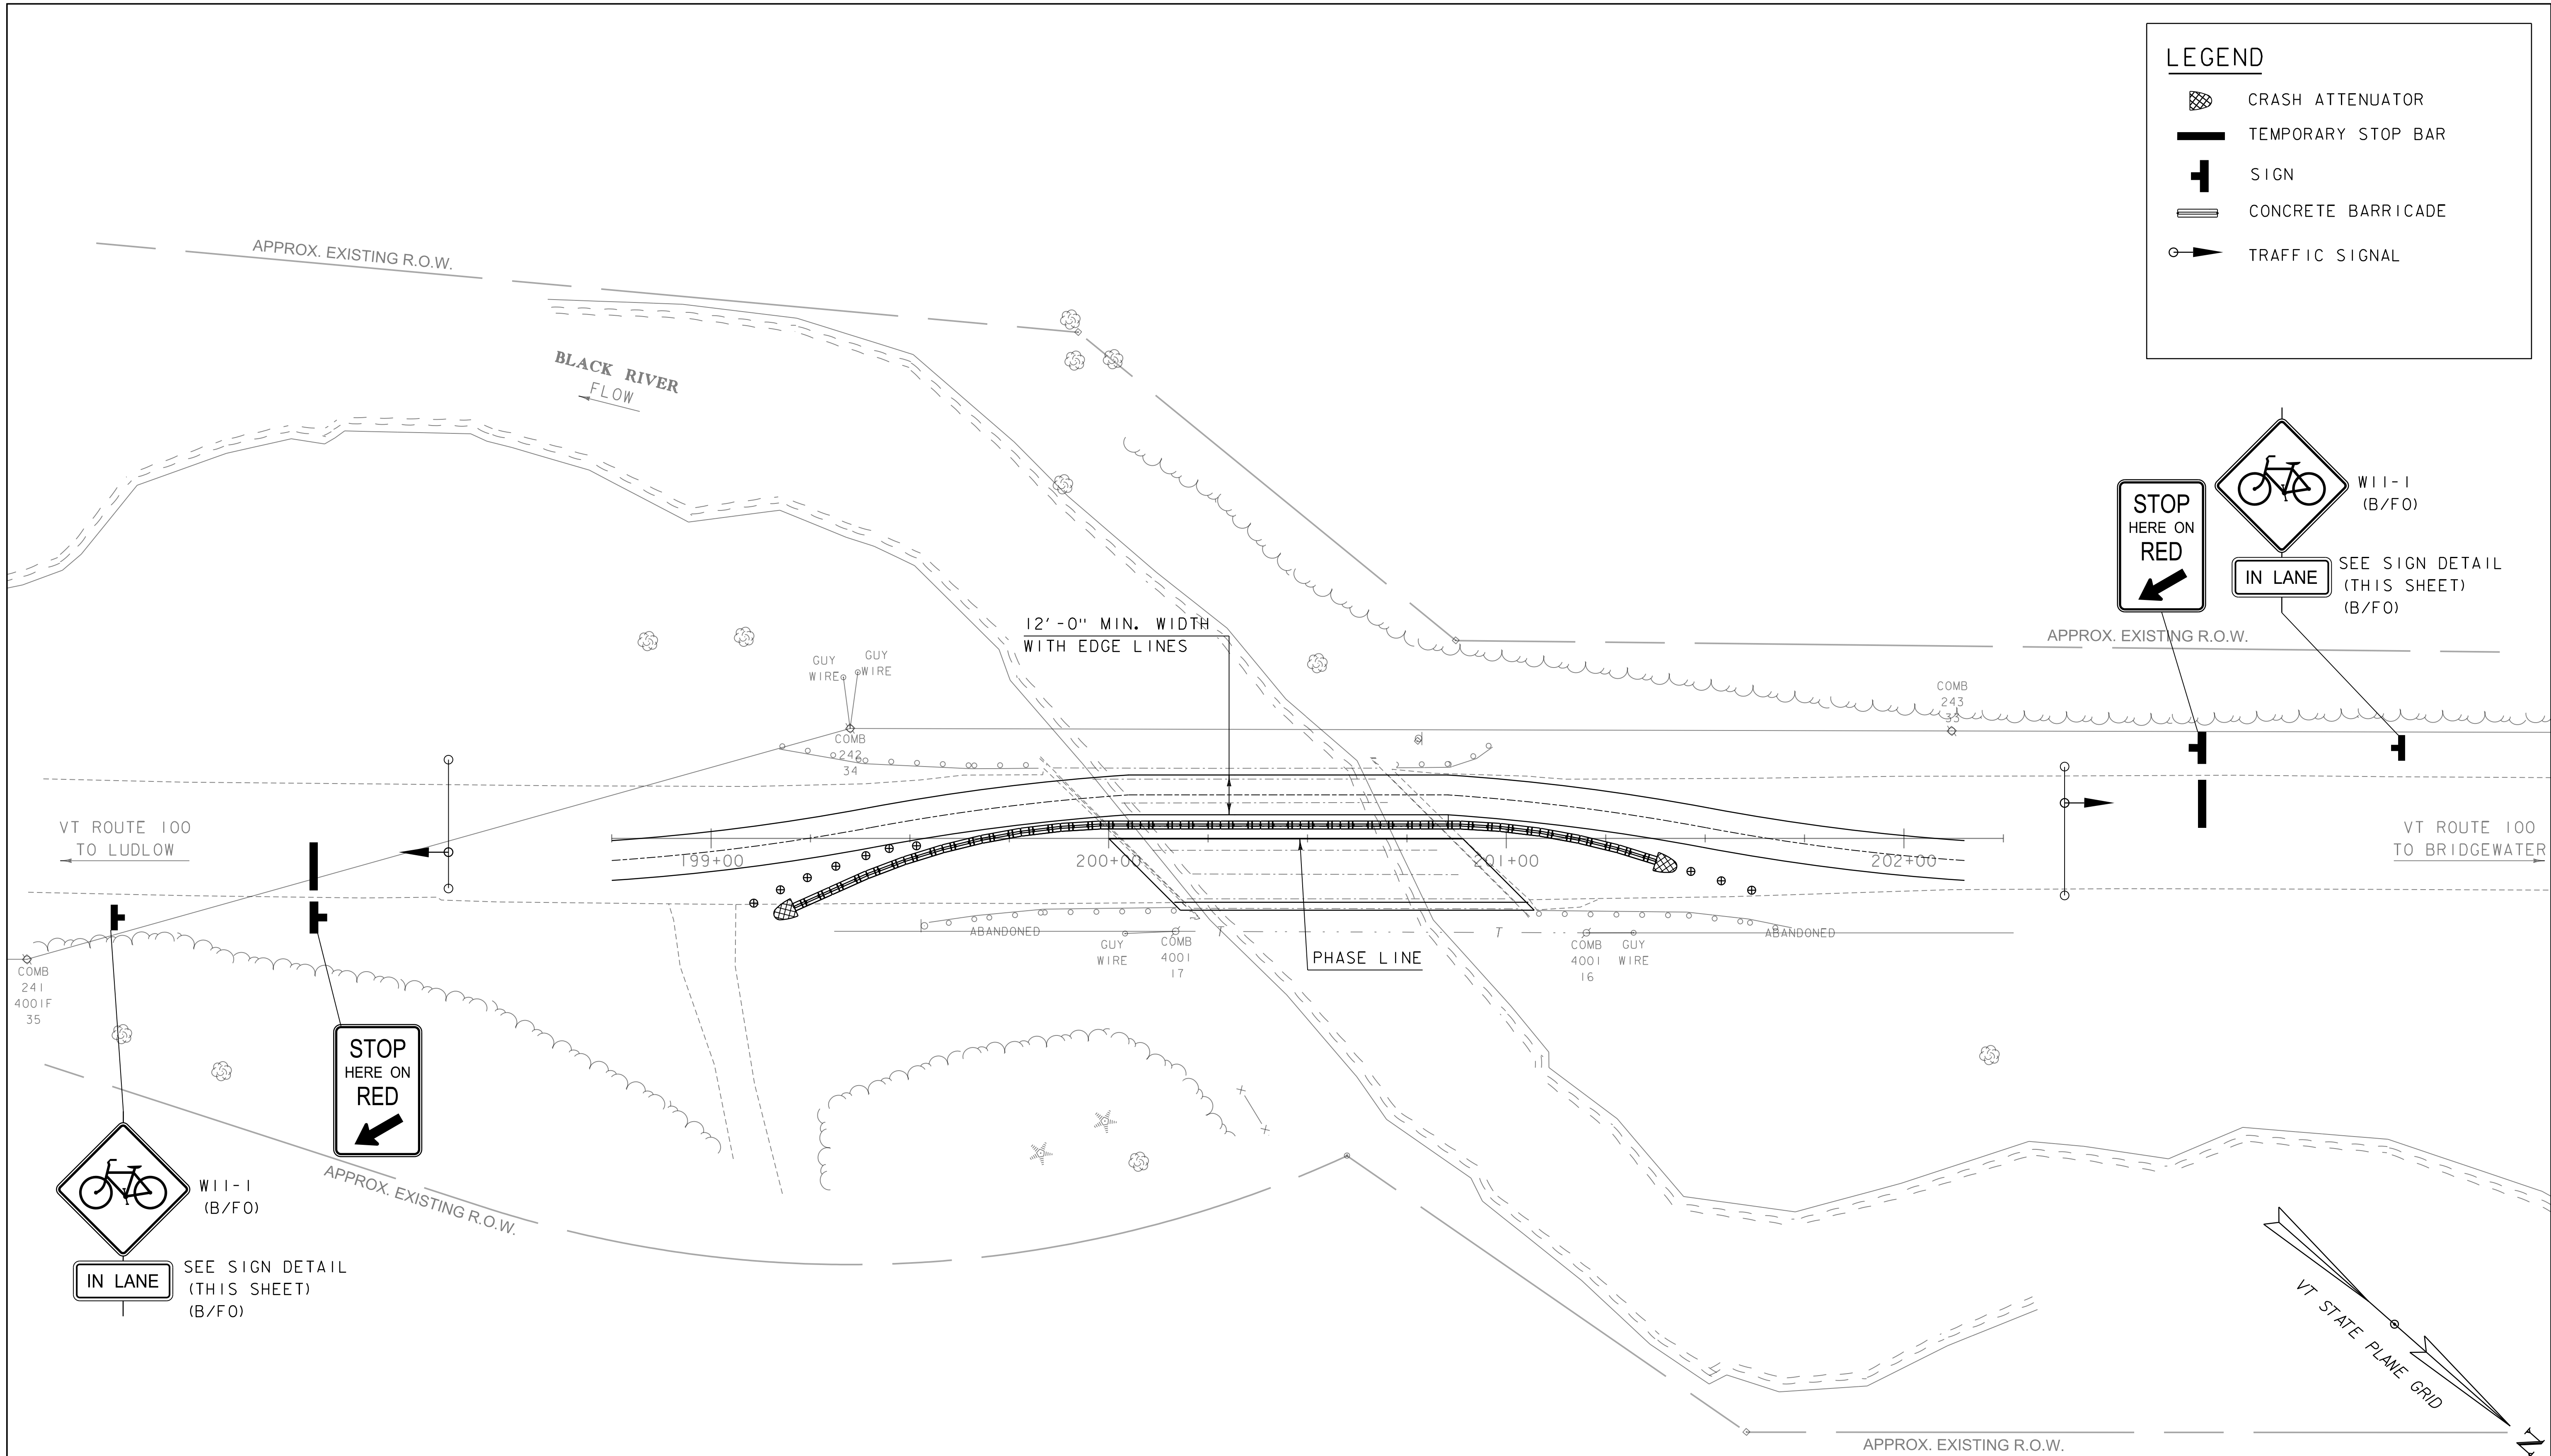 LEGEND
CRASH ATTENUATOR
TEMPORARY STOP BAR
SIGN
CONCRETE BARRICADE
TRAFFIC SIGNAL
APPROX. EXISTING R.O.W.
BLACK RIVER
FLOW
STOP
HERE ON
RED
W11-1
(B/FO)
IN LANE
SEE SIGN DETAIL
(THIS SHEET)
(B/FO)
APPROX. EXISTING R.O.W.
12'-0" MIN. WIDTH
WITH EDGE LINES
GUY
WIRE
GUY
WIRE
COMB
242
34
COMB
243
33
VT ROUTE 100
TO LUDLOW
199+00
200+00
201+00
202+00
VT ROUTE 100
TO BRIDGEWATER
ABANDONED
GUY
WIRE
COMB
4001
17
T
T
COMB
4001
16
GUY
WIRE
ABANDONED
PHASE LINE
COMB
241
4001F
35
STOP
HERE ON
RED
W11-1
(B/FO)
IN LANE
SEE SIGN DETAIL
(THIS SHEET)
(B/FO)
APPROX. EXISTING R.O.W.
VT STATE PLANE GRID
N
APPROX. EXISTING R.O.W.